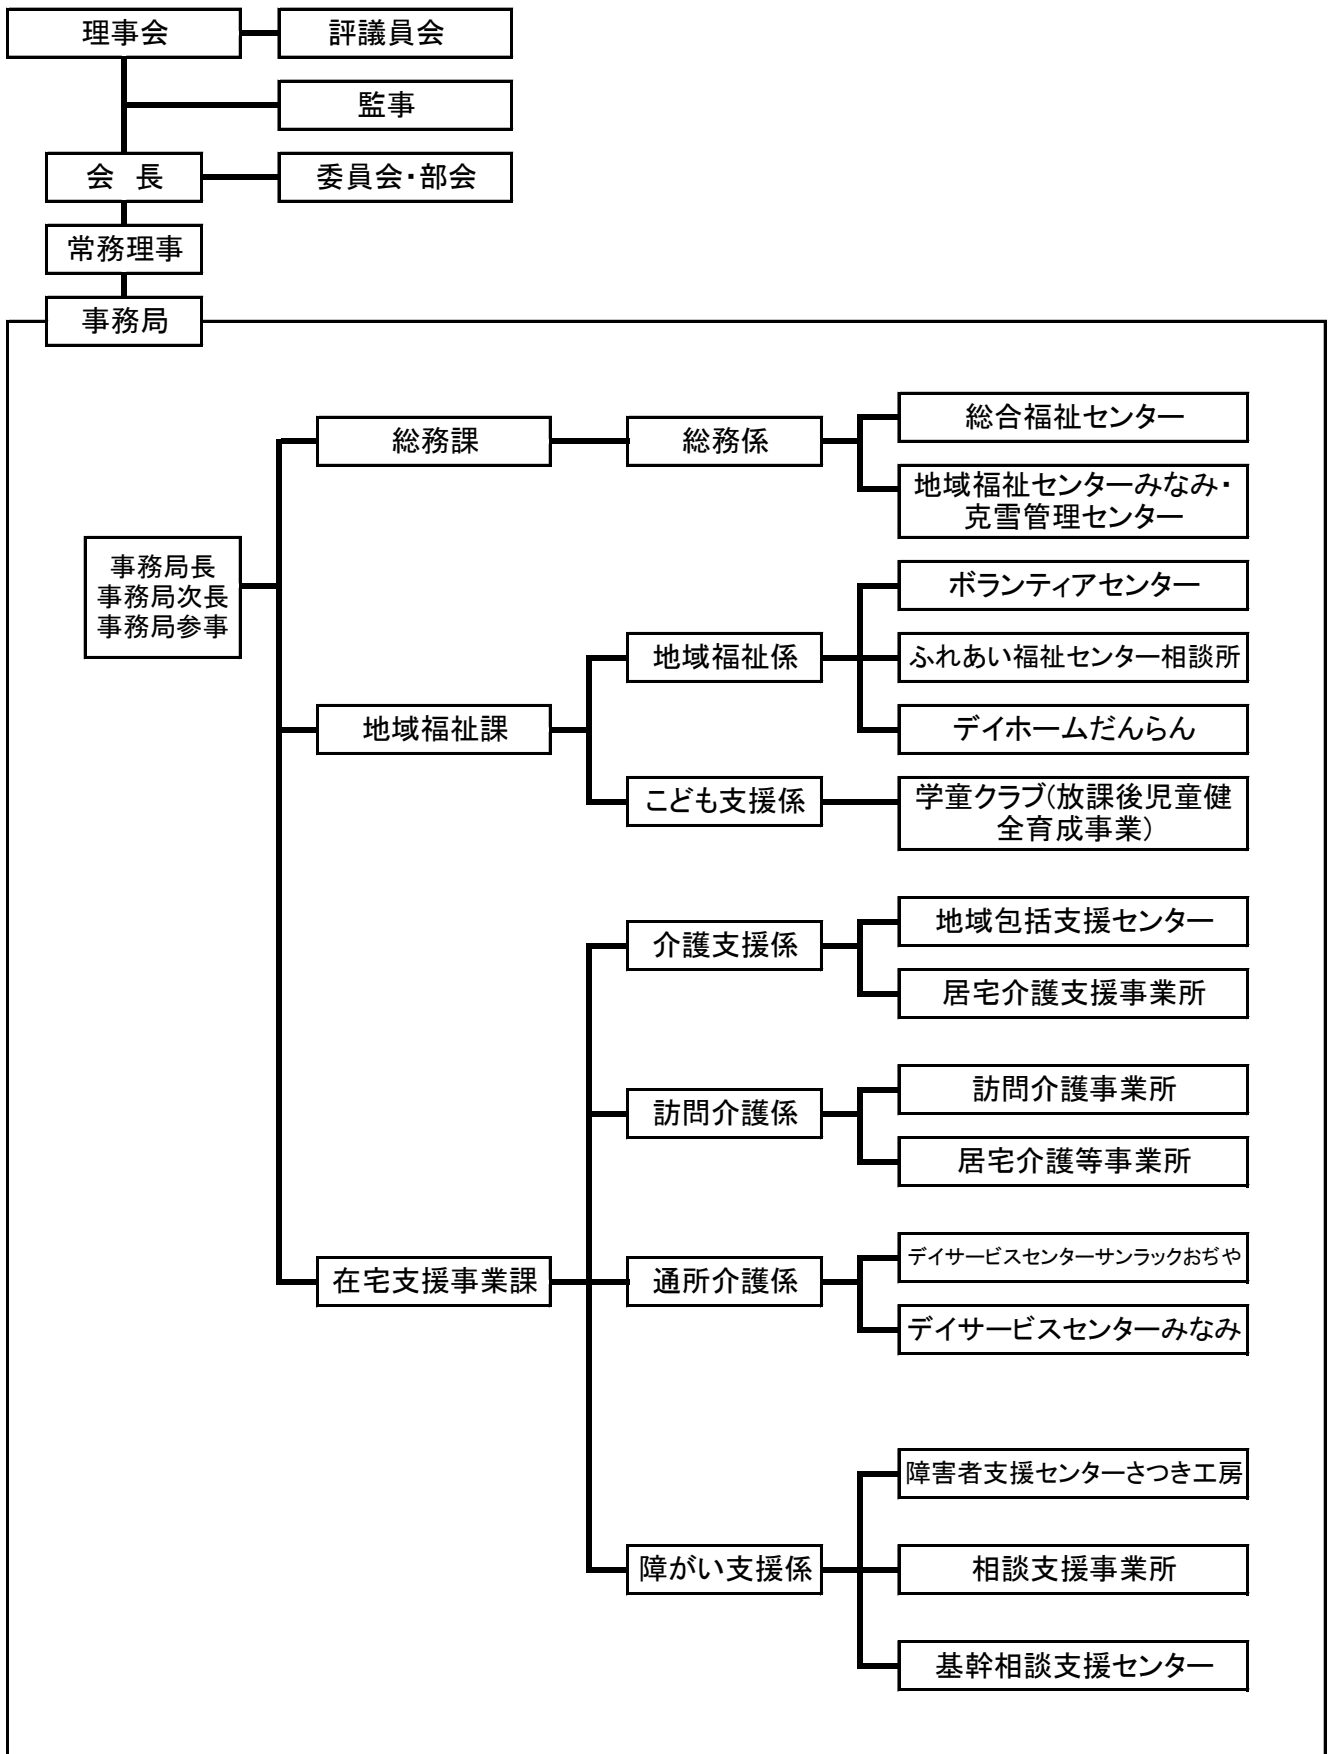 理事会
評議員会
監事
会　長
委員会・部会
常務理事
事務局
事務局長
事務局次長
事務局参事
総務課
総務係
総合福祉センター
地域福祉センターみなみ・
克雪管理センター
地域福祉課
地域福祉係
ボランティアセンター
ふれあい福祉センター相談所
デイホームだんらん
こども支援係
学童クラブ(放課後児童健
全育成事業)
在宅支援事業課
介護支援係
地域包括支援センター
居宅介護支援事業所
訪問介護係
訪問介護事業所
居宅介護等事業所
通所介護係
デイサービスセンターサンラックおぢや
デイサービスセンターみなみ
障がい支援係
障害者支援センターさつき工房
相談支援事業所
基幹相談支援センター